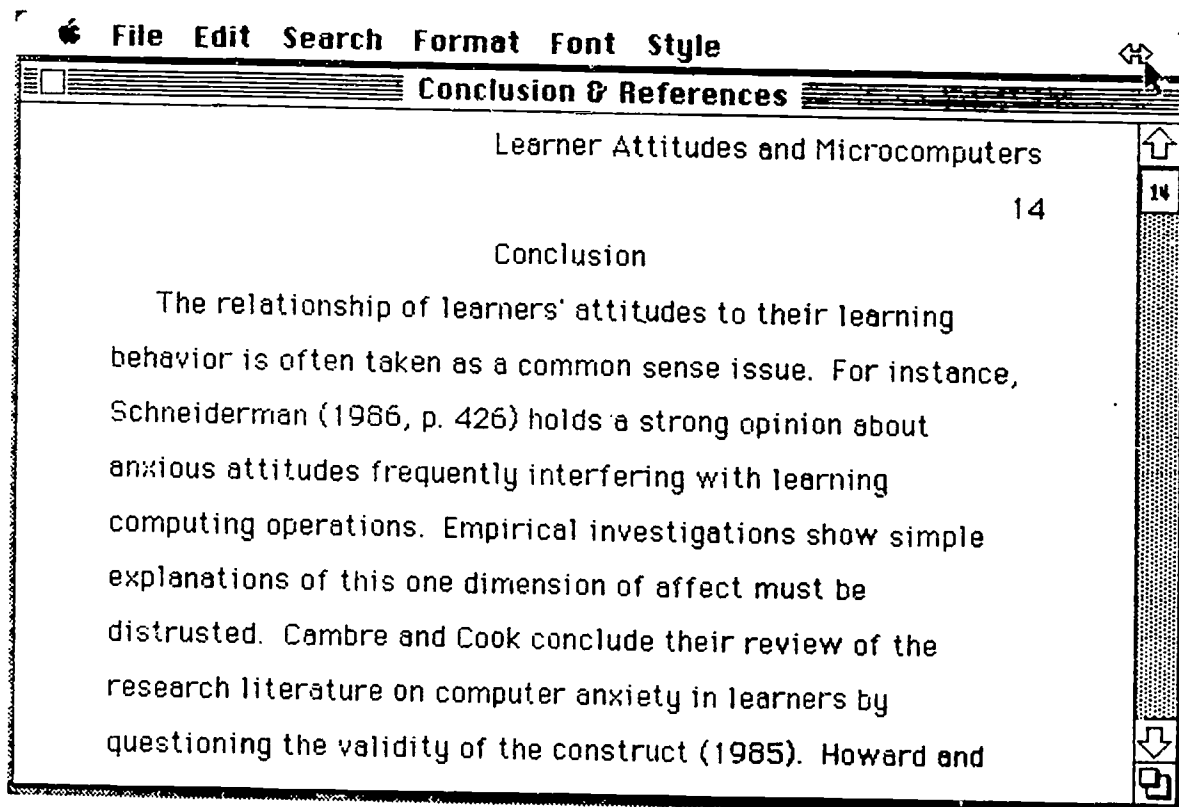 File Edit Search Format Font Style
Conclusion & References
Learner Attitudes and Microcomputers
14
14
Conclusion
The relationship of learners' attitudes to their learning
behavior is often taken as a common sense issue. For instance,
Schneiderman (1986, p. 426) holds a strong opinion about
anxious attitudes frequently interfering with learning
computing operations. Empirical investigations show simple
explanations of this one dimension of affect must be
distrusted. Cambre and Cook conclude their review of the
research literature on computer anxiety in learners by
questioning the validity of the construct (1985). Howard and